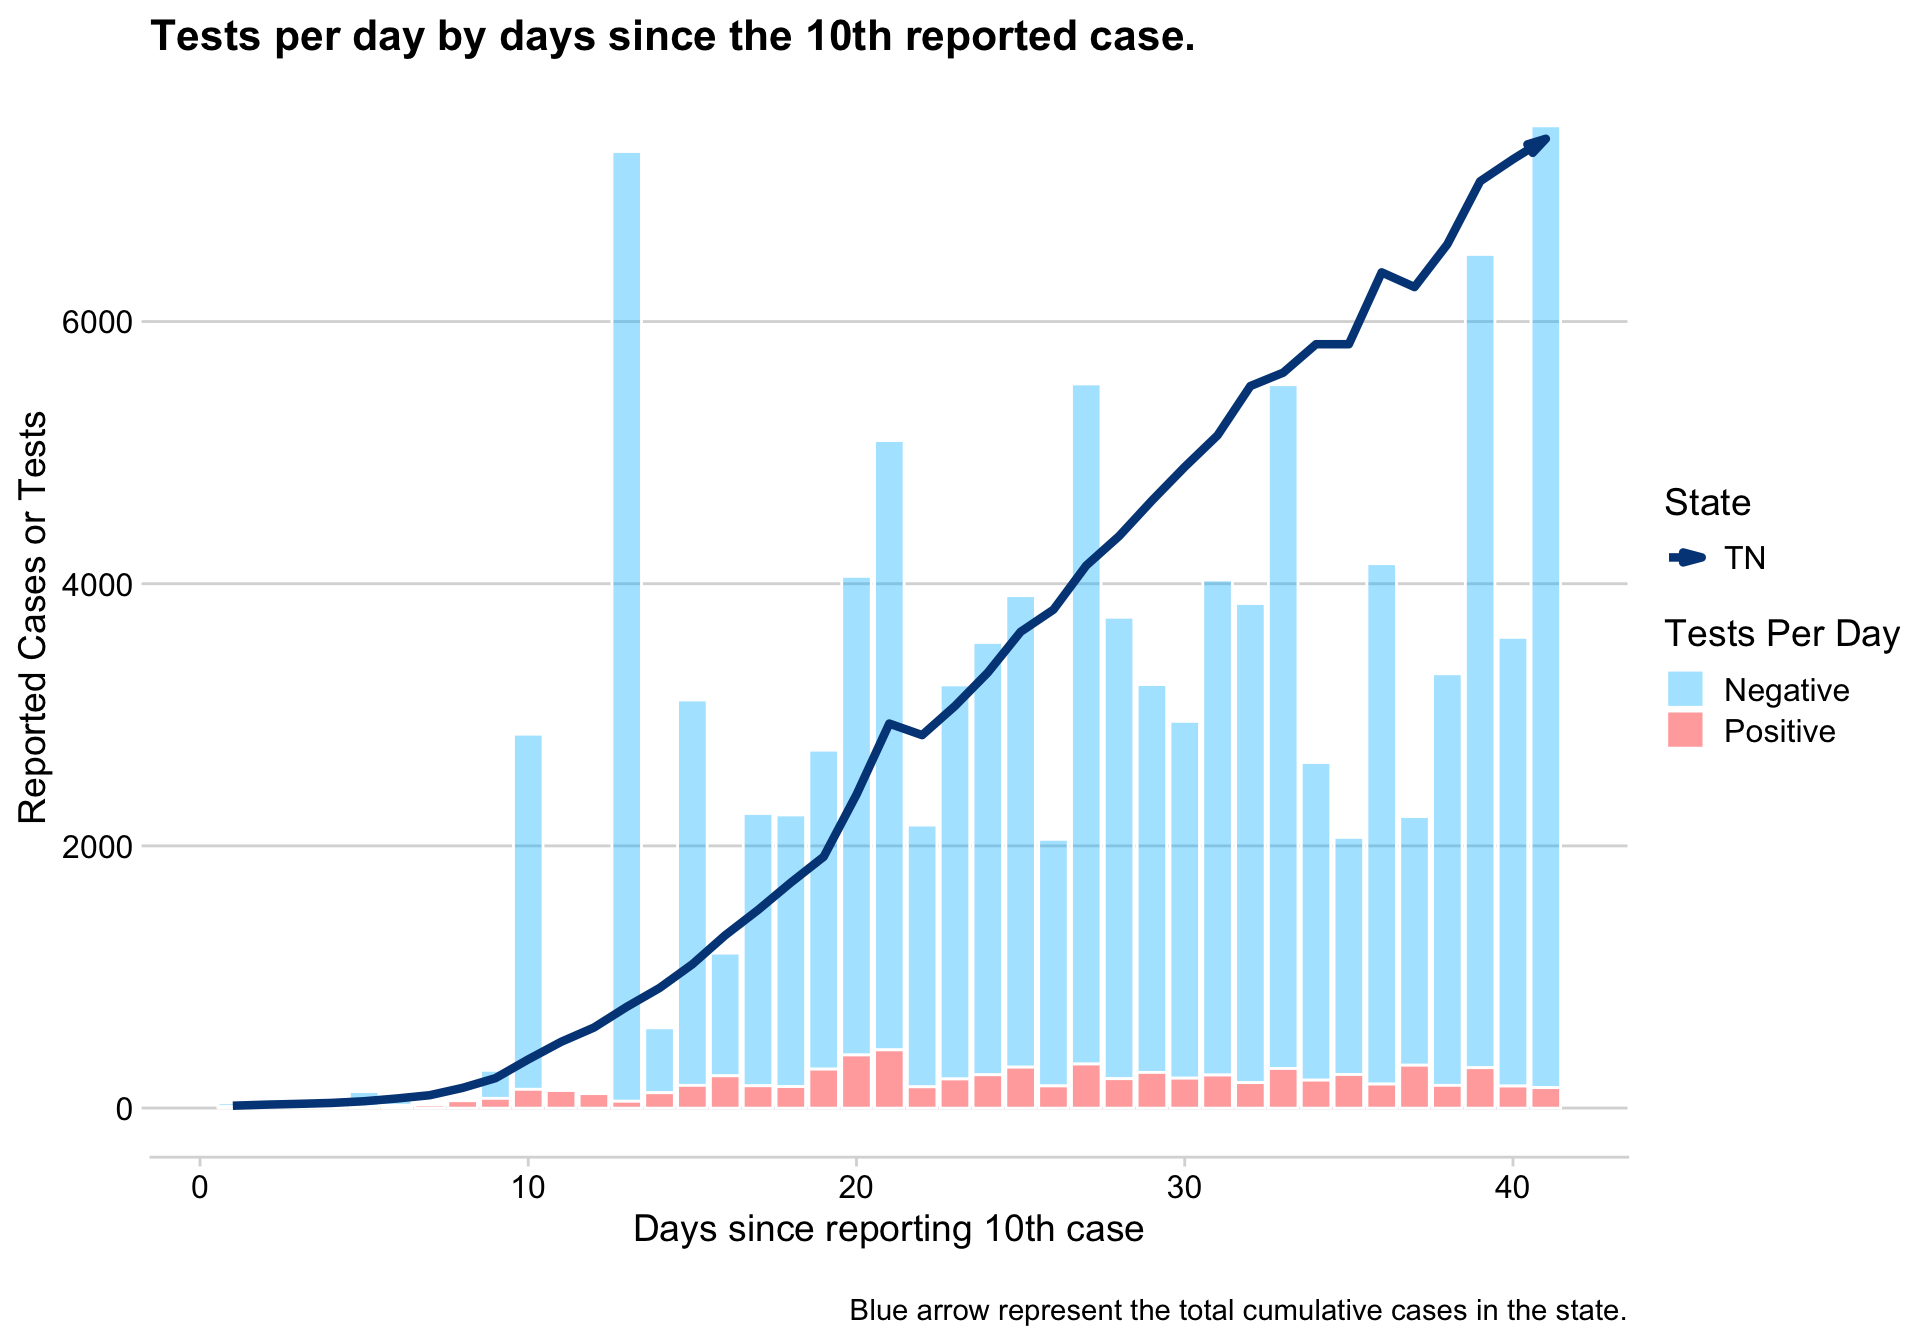 Tests per day by days since the 10th reported case.
Reported Cases or Tests
6000
4000
2000
0
0
10
20
30
40
Days since reporting 10th case
State
TN
Tests Per Day
Negative
Positive
Blue arrow represent the total cumulative cases in the state.